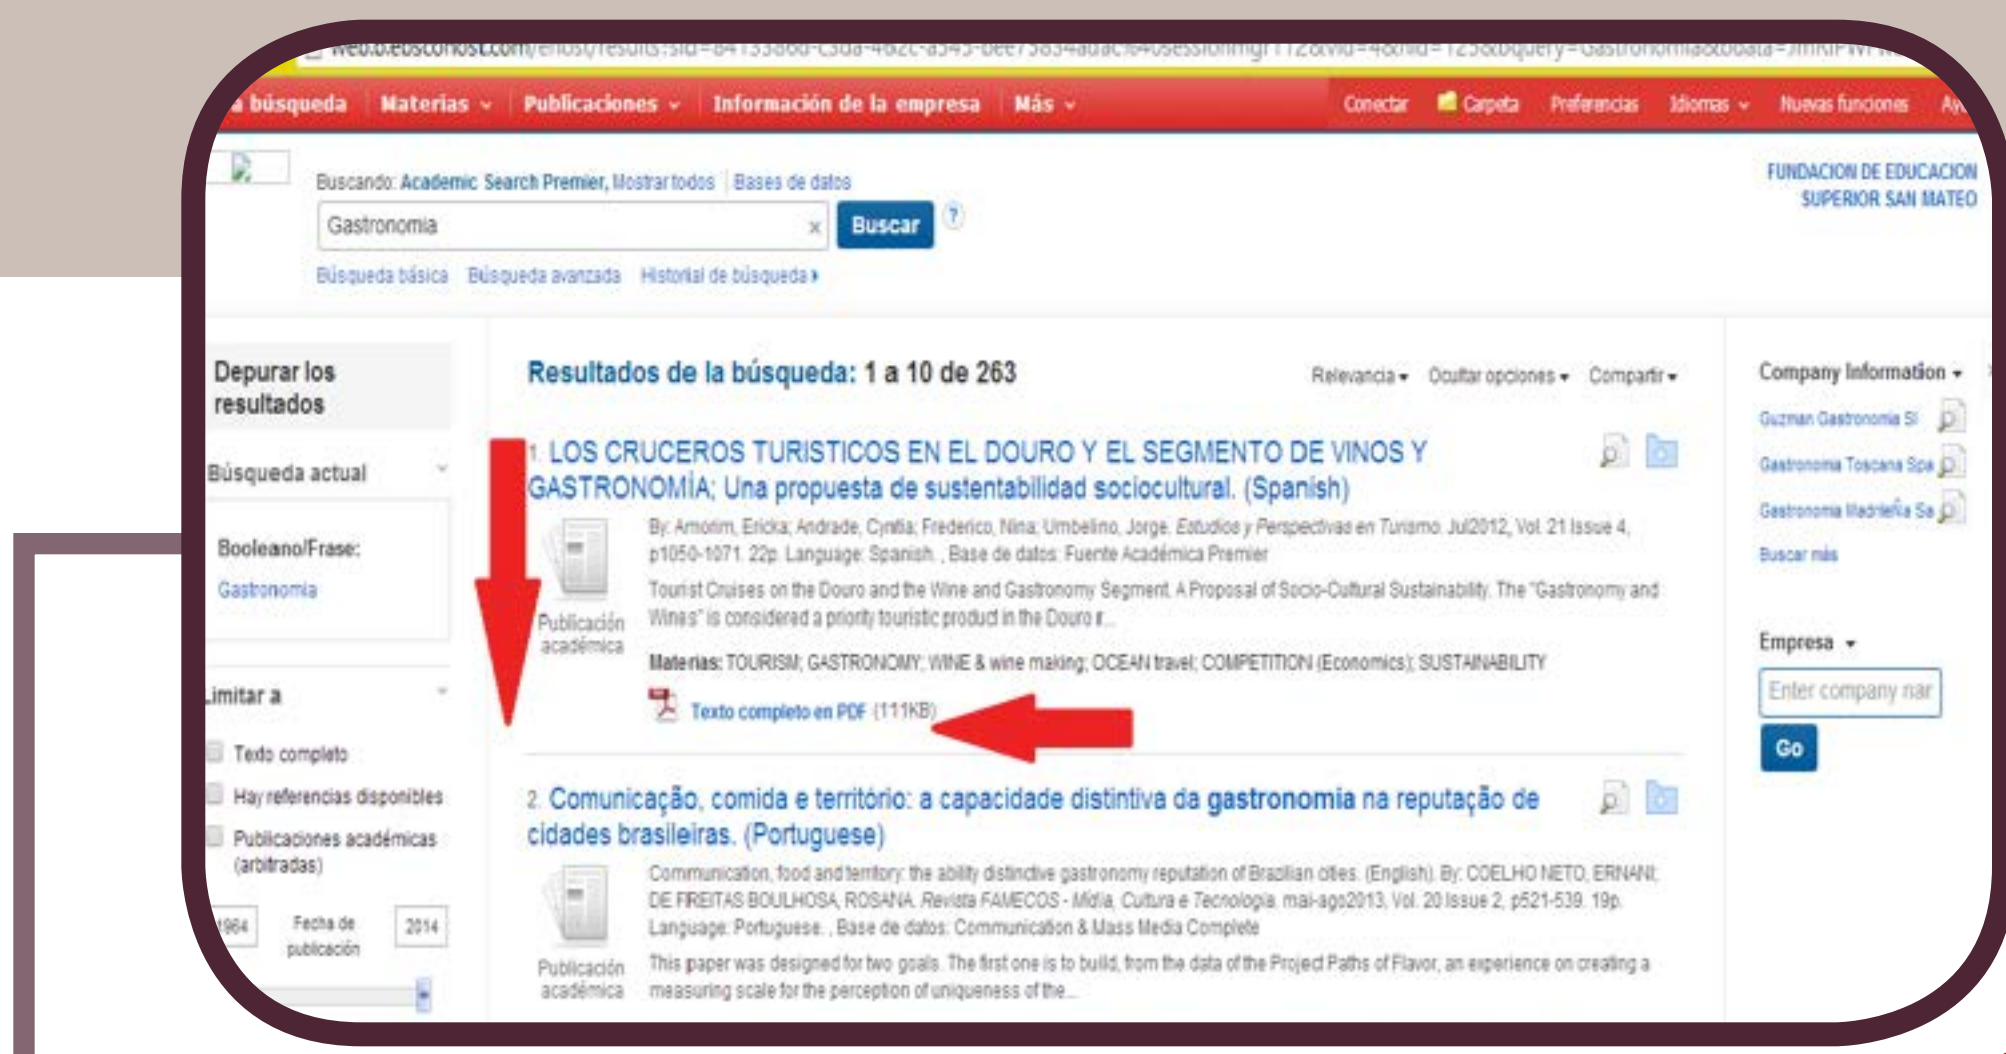 búsqueda Materias Publicaciones Información de la empresa Más Conectar Carpeta Preferencias Idiomas Nuevas funciones
Buscando: Academic Search Premier, Mostrar todos Bases de datos
FUNDACION DE EDUCACION
SUPERIOR SAN MATEO
Gastronomia x Buscar ?
Búsqueda básica Búsqueda avanzada Historial de búsqueda
Depurar los
resultados
Búsqueda actual
Booleano/Frase:
Gastronomia
Limitar a
Texto completo
Hay referencias disponibles
Publicaciones académicas
(arbitradas)
1964 Fecha de 2014
publicación
Resultados de la búsqueda: 1 a 10 de 263
Relevancia Ocultar opciones Compartir
1. LOS CRUCEROS TURISTICOS EN EL DOURO Y EL SEGMENTO DE VINOS Y
GASTRONOMÍA; Una propuesta de sustentabilidad sociocultural. (Spanish)
By: Amorim, Ericka; Andrade, Cyntia; Frederico, Nina; Umbelino, Jorge. Estudios y Perspectivas en Turismo. Jul2012, Vol. 21 Issue 4,
p1050-1071. 22p. Language: Spanish. , Base de datos: Fuente Académica Premier
Tourist Cruises on the Douro and the Wine and Gastronomy Segment. A Proposal of Socio-Cultural Sustainability. The "Gastronomy and
Wines" is considered a priority touristic product in the Douro r...
Publicación
académica
Materias: TOURISM; GASTRONOMY; WINE & wine making; OCEAN travel; COMPETITION (Economics); SUSTAINABILITY
Texto completo en PDF (111KB)
2. Comunicação, comida e território: a capacidade distintiva da gastronomia na reputação de
cidades brasileiras. (Portuguese)
Communication, food and territory: the ability distinctive gastronomy reputation of Brazilian cities. (English). By: COELHO NETO, ERNANI;
DE FREITAS BOULHOSA, ROSANA. Revista FAMECOS - Mídia, Cultura e Tecnologia. mai-ago2013, Vol. 20 Issue 2, p521-539. 19p.
Language: Portuguese. , Base de datos: Communication & Mass Media Complete
Publicación
académica
This paper was designed for two goals. The first one is to build, from the data of the Project Paths of Flavor, an experience on creating a
measuring scale for the perception of uniqueness of the...
Company Information
Guzman Gastronomia Sl
Gastronomia Toscana Spa
Gastronomia Madrileña Sa
Buscar más
Empresa
Enter company nar
Go